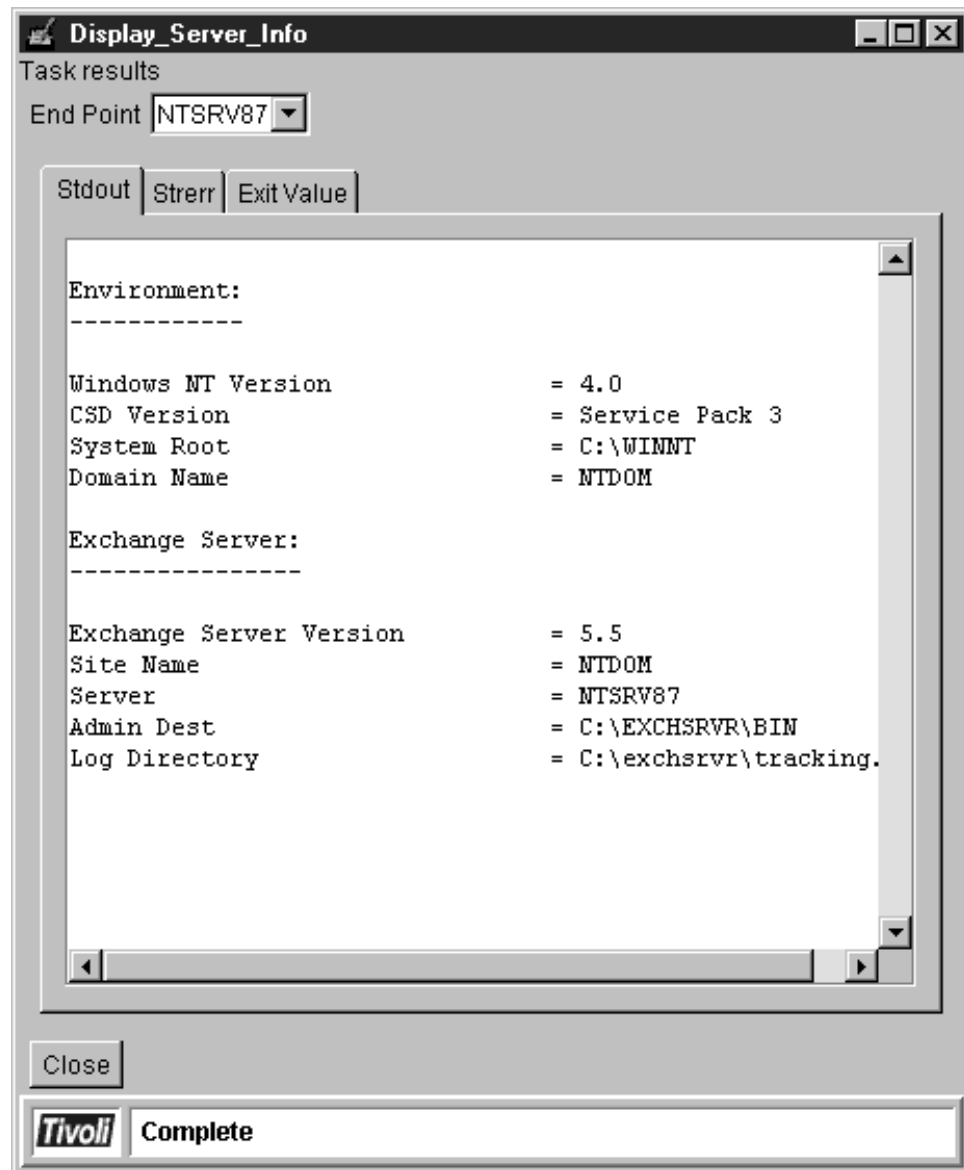 Display_Server_Info
Task results
End Point NTSRV87
Stdout Strerr Exit Value
Environment:
------------
Windows NT Version = 4.0
CSD Version = Service Pack 3
System Root = C:\WINNT
Domain Name = NTDOM
Exchange Server:
----------------
Exchange Server Version = 5.5
Site Name = NTDOM
Server = NTSRV87
Admin Dest = C:\EXCHSRVR\BIN
Log Directory = C:\exchsrvr\tracking.
Close
Tivoli Complete